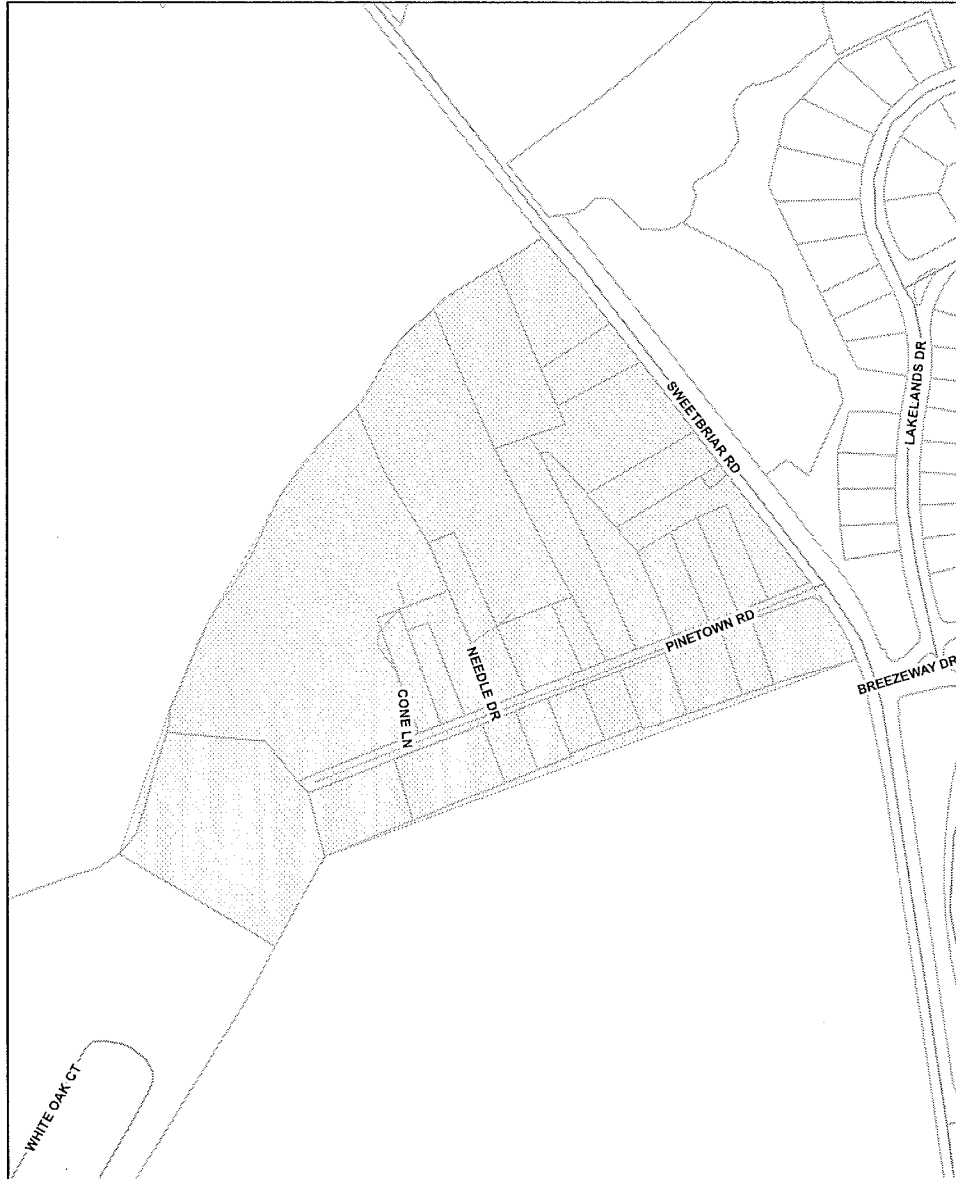 SWEETBRIAR RD
LAKELANDS DR
PINETOWN RD
NEEDLE DR
CONE LN
BREEZEWAY DR
WHITE OAK CT